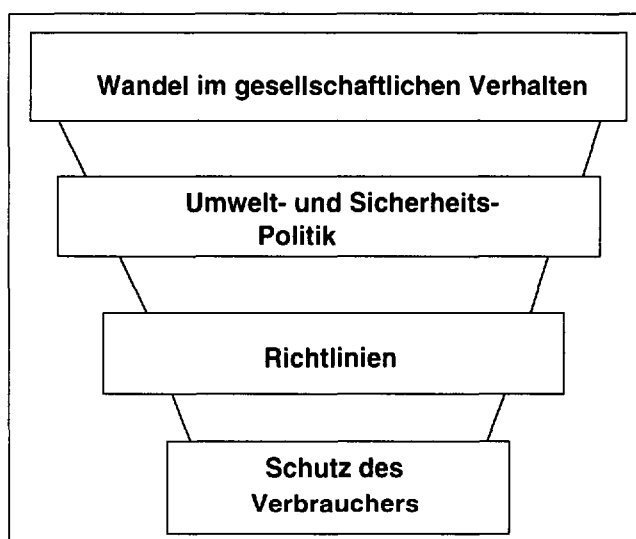 Wandel im gesellschaftlichen Verhalten
Umwelt- und Sicherheits-
Politik
Richtlinien
Schutz des
Verbrauchers